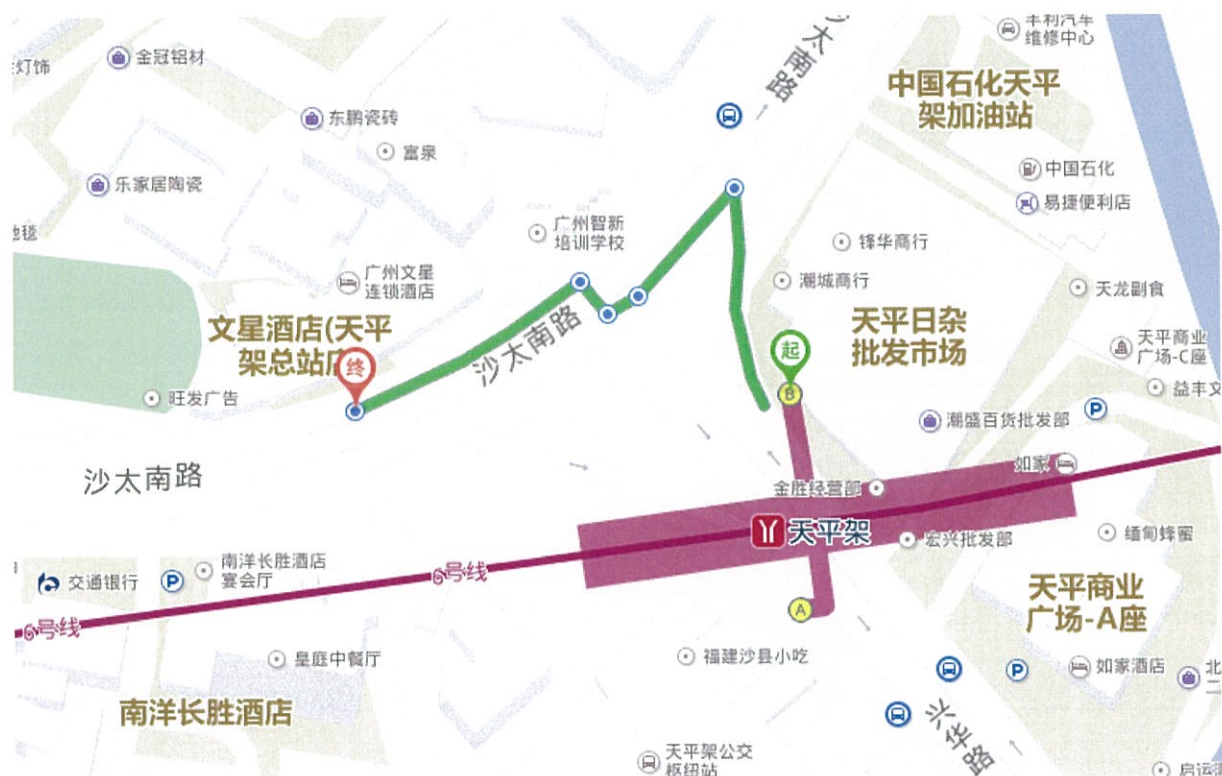 丰利汽车
维修中心
金冠铝材
灯饰
沙太南路
中国石化天平
架加油站
东鹏瓷砖
富泉
中国石化
乐家居陶瓷
易捷便利店
广州智新
培训学校
地毯
锋华商行
广州文星
连锁酒店
潮城商行
天龙副食
文星酒店(天平
架总站店
沙太南路
天平日杂
批发市场
天平商业
广场-C座
起
终
旺发广告
B
益丰文
潮盛百货批发部
P
沙太南路
如家
金胜经营部
天平架
宏兴批发部
缅甸蜂蜜
南洋长胜酒店
宴会厅
交通银行
P
6号线
天平商业
广场-A座
A
6号线
皇庭中餐厅
福建沙县小吃
P
如家酒店
北
二
南洋长胜酒店
兴华路
天平架公交
枢纽站
启运